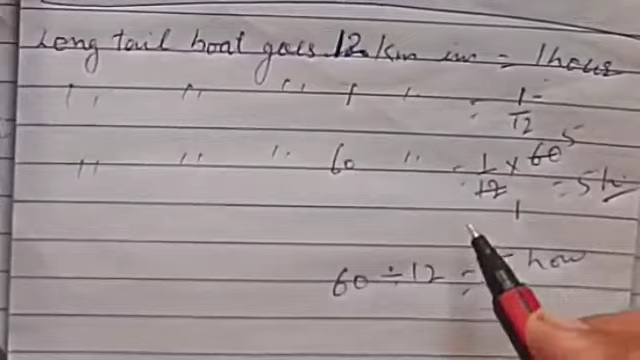 Long tail boat goes 12 km in = 1 hour
" " " 1 " = 1/12
" " " 60 " = 1/12 x 60 5 = 5 h
1
60 ÷ 12 = hour